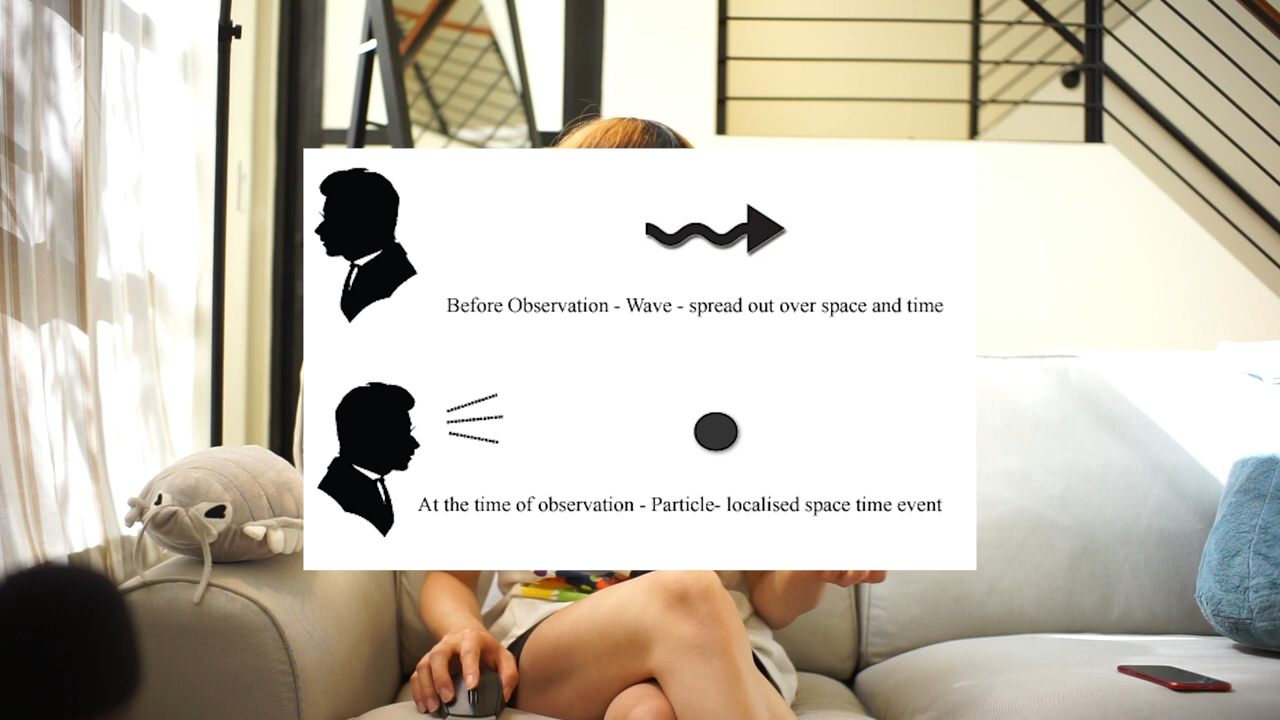 Before Observation - Wave - spread out over space and time
At the time of observation - Particle- localised space time event